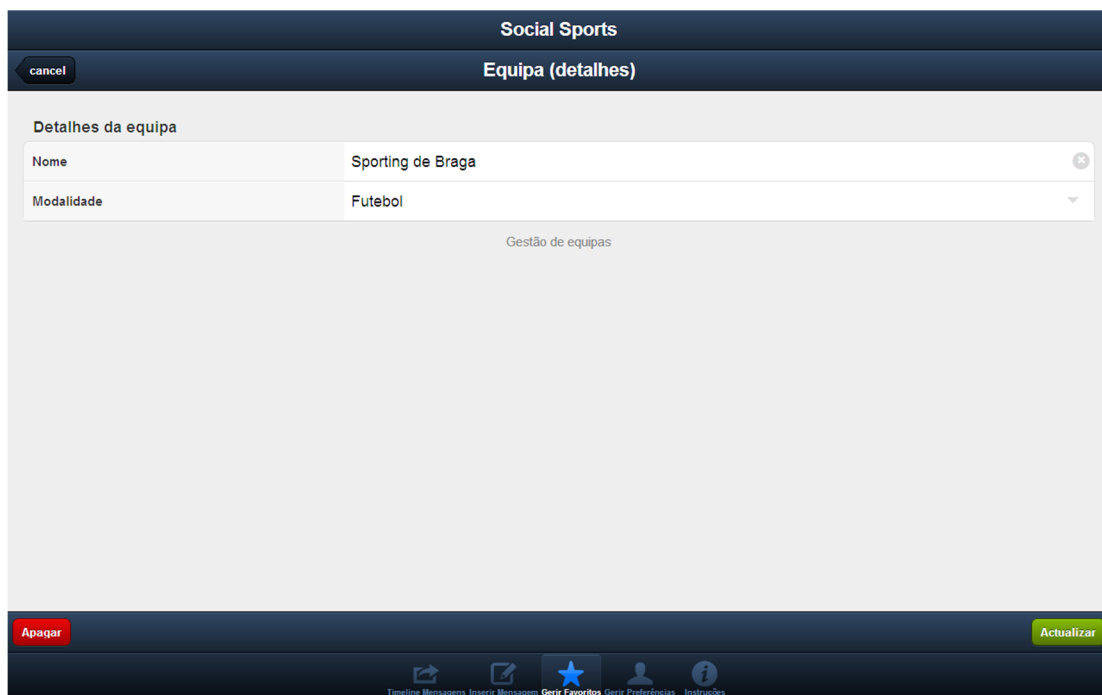 Social Sports
cancel Equipa (detalhes)
Detalhes da equipa
Nome Sporting de Braga
Modalidade Futebol
Gestão de equipas
Apagar Actualizar
Timeline Mensagens Inserir Mensagem Gerir Favoritos Gerir Preferências Instruções